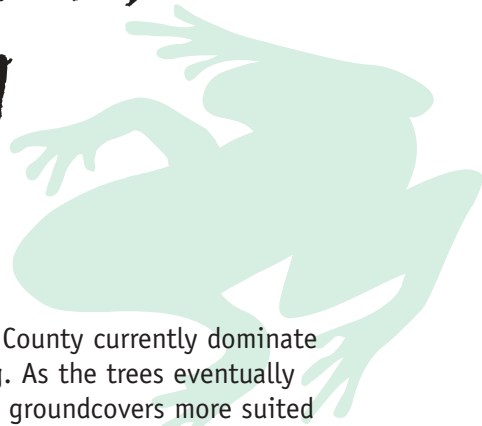 County currently dominate
. As the trees eventually
groundcovers more suited